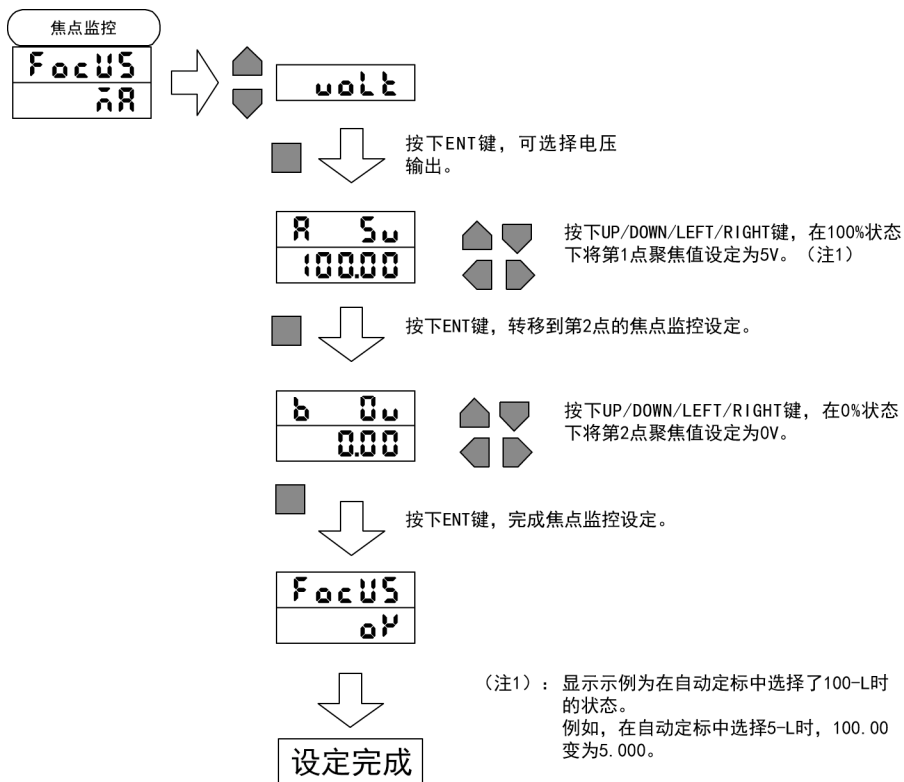 焦点监控
FocUS
mA
voLt
按下ENT键，可选择电压
输出。
A 5v
100.00
按下UP/DOWN/LEFT/RIGHT键，在100%状态
下将第1点聚焦值设定为5V。（注1）
按下ENT键，转移到第2点的焦点监控设定。
b 0v
0.00
按下UP/DOWN/LEFT/RIGHT键，在0%状态
下将第2点聚焦值设定为0V。
按下ENT键，完成焦点监控设定。
FocUS
oK
（注1）：显示示例为在自动定标中选择了100-L时
的状态。
例如，在自动定标中选择5-L时，100.00
变为5.000。
设定完成